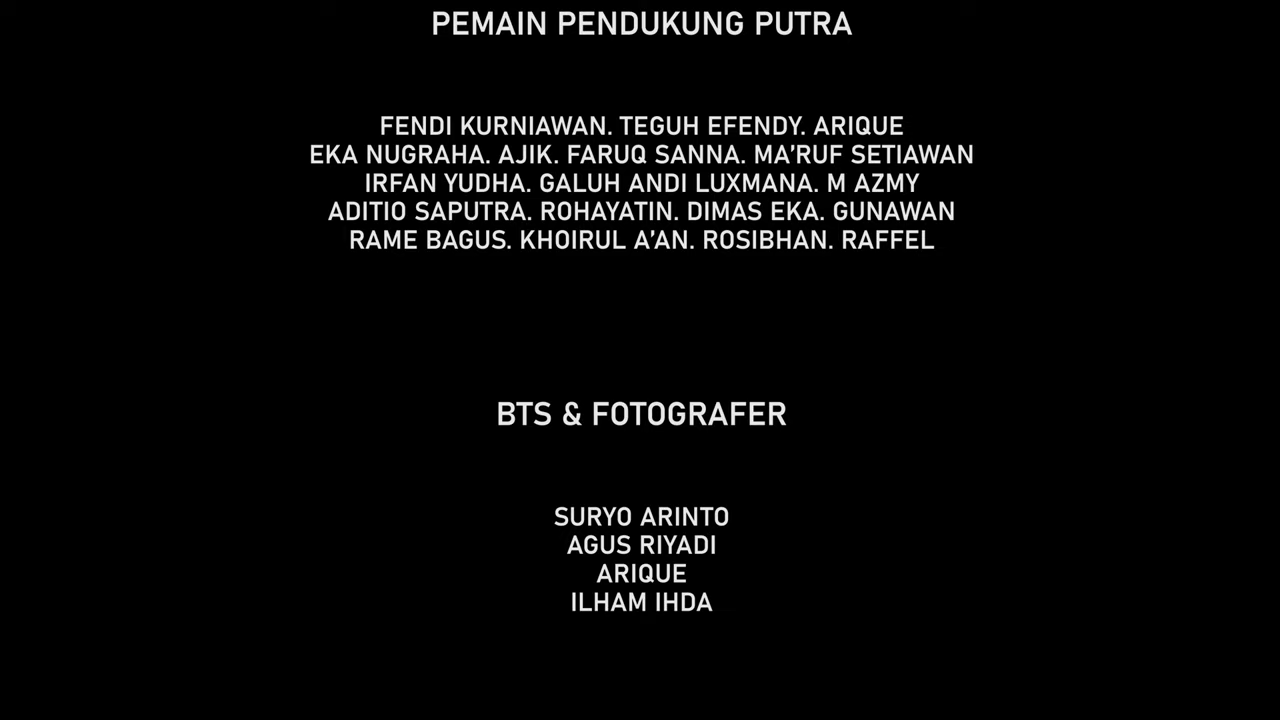 PEMAIN PENDUKUNG PUTRA
FENDI KURNIAWAN. TEGUH EFENDY. ARIQUE
EKA NUGRAHA. AJIK. FARUQ SANNA. MA’RUF SETIAWAN
IRFAN YUDHA. GALUH ANDI LUXMANA. M AZMY
ADITIO SAPUTRA. ROHAYATIN. DIMAS EKA. GUNAWAN
RAME BAGUS. KHOIRUL A’AN. ROSIBHAN. RAFFEL
BTS & FOTOGRAFER
SURYO ARINTO
AGUS RIYADI
ARIQUE
ILHAM IHDA